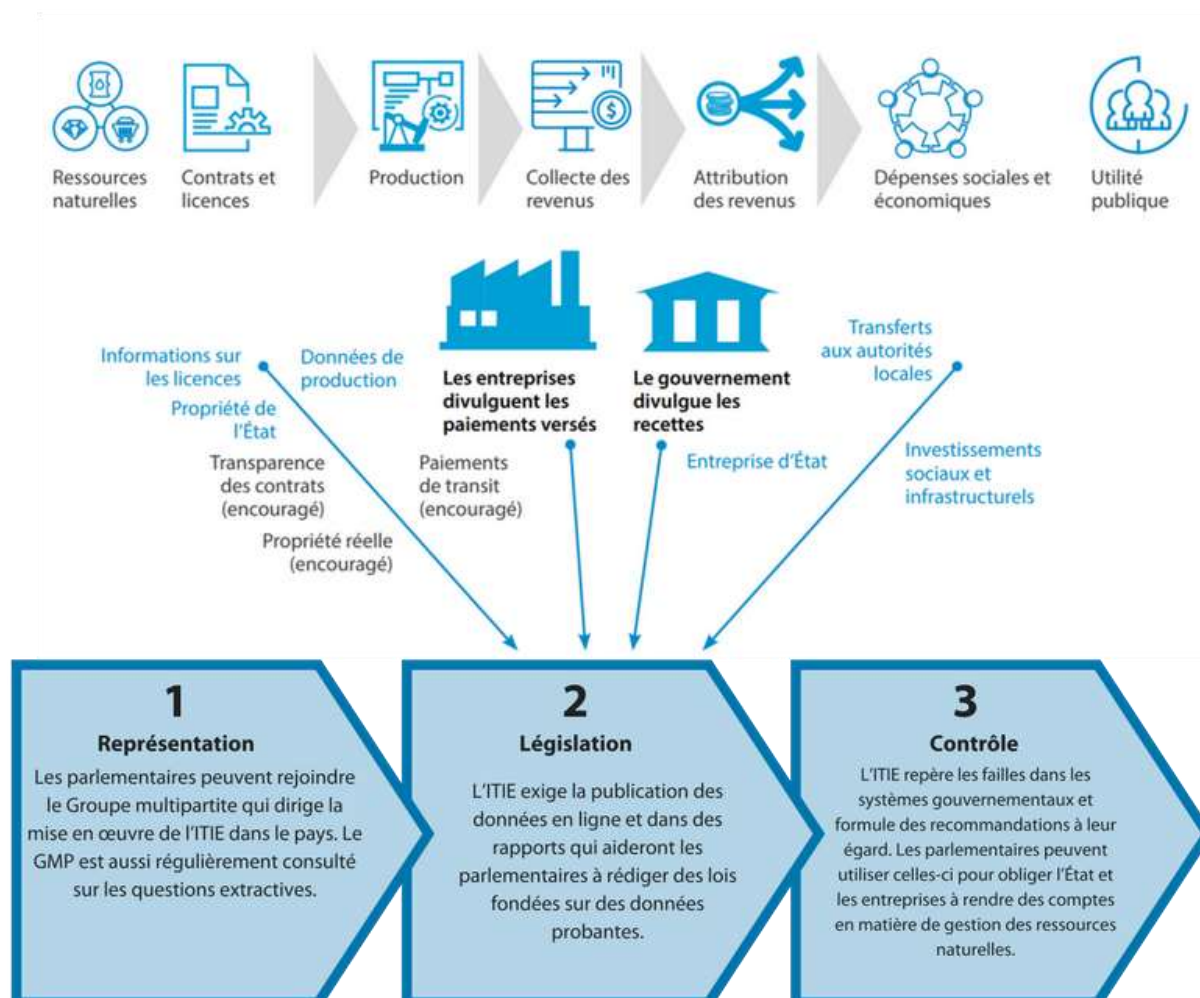 Ressources
naturelles
Contrats et
licences
Production
Collecte des
revenus
Attribution
des revenus
Dépenses sociales et
économiques
Utilité
publique
Informations sur
les licences
Propriété de
l'État
Transparence
des contrats
(encouragé)
Propriété réelle
(encouragé)
Données de
production
Paiements
de transit
(encouragé)
Les entreprises
divulguent les
paiements versés
Le gouvernement
divulgue les
recettes
Entreprise d'État
Transferts
aux autorités
locales
Investissements
sociaux et
infrastructurels
1
Représentation
Les parlementaires peuvent rejoindre
le Groupe multipartite qui dirige la
mise en œuvre de l'ITIE dans le pays. Le
GMP est aussi régulièrement consulté
sur les questions extractives.
2
Législation
L'ITIE exige la publication des
données en ligne et dans des
rapports qui aideront les
parlementaires à rédiger des lois
fondées sur des données
probantes.
3
Contrôle
L'ITIE repère les failles dans les
systèmes gouvernementaux et
formule des recommandations à leur
égard. Les parlementaires peuvent
utiliser celles-ci pour obliger l'État et
les entreprises à rendre des comptes
en matière de gestion des ressources
naturelles.